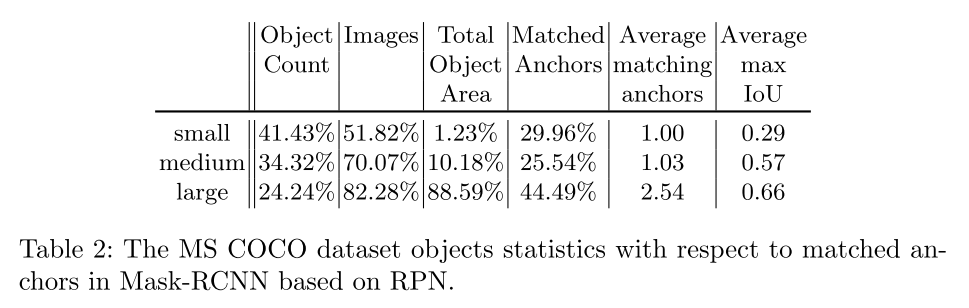 Object Images Total Matched Average Average
Count Object Anchors matching max
Area anchors IoU
small 41.43% 51.82% 1.23% 29.96% 1.00 0.29
medium 34.32% 70.07% 10.18% 25.54% 1.03 0.57
large 24.24% 82.28% 88.59% 44.49% 2.54 0.66
Table 2: The MS COCO dataset objects statistics with respect to matched an-
chors in Mask-RCNN based on RPN.